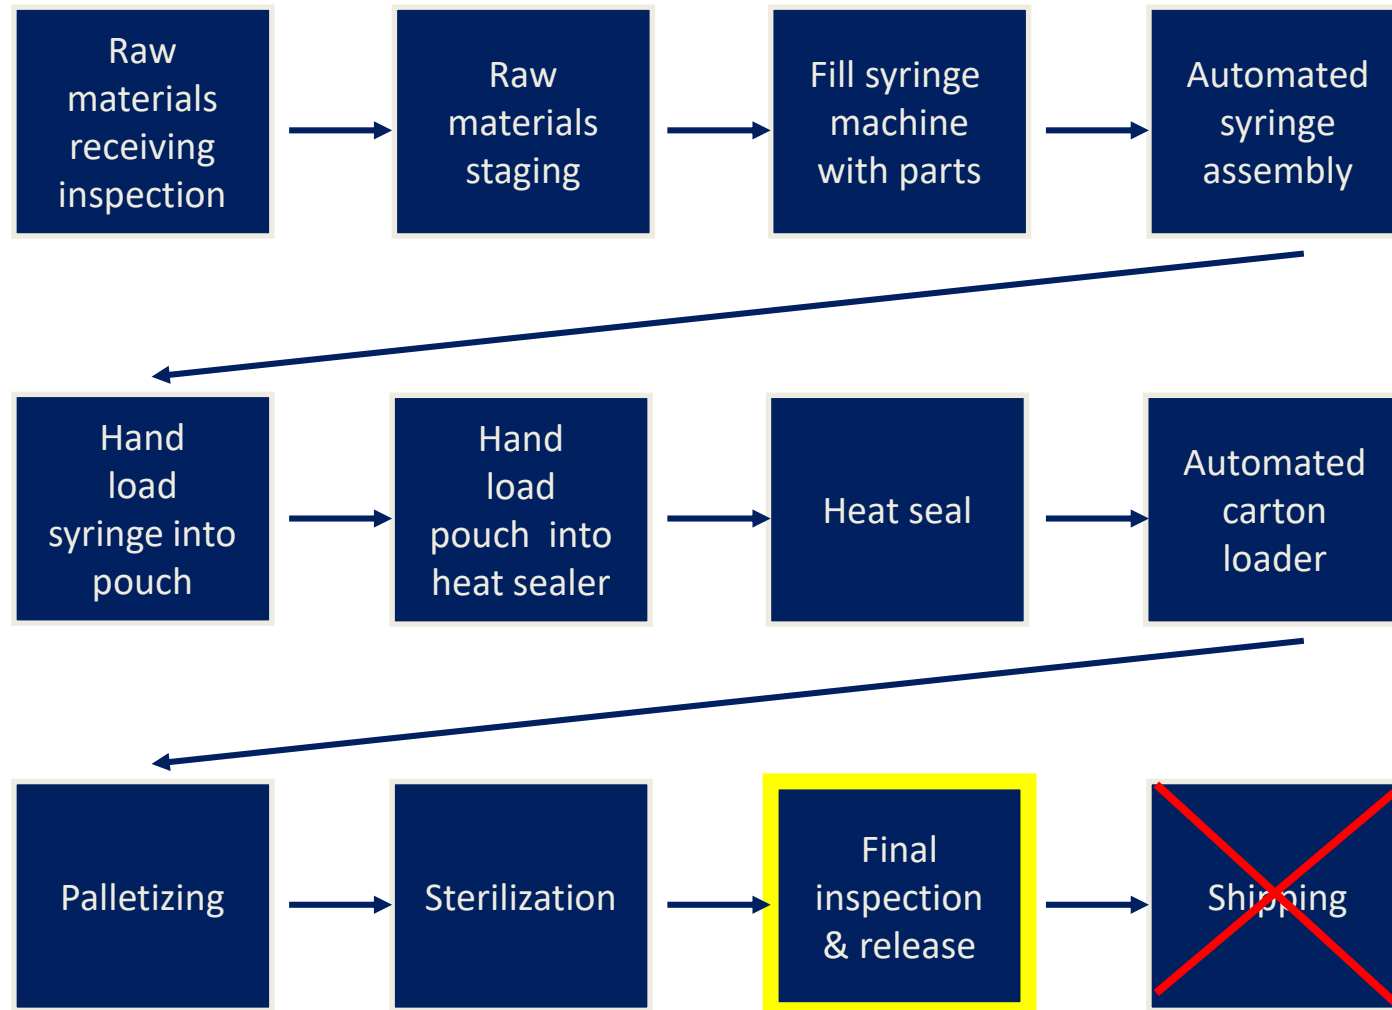 Raw
materials
receiving
inspection
Raw
materials
staging
Fill syringe
machine
with parts
Automated
syringe
assembly
Hand
load
syringe into
pouch
Hand
load
pouch into
heat sealer
Heat seal
Automated
carton
loader
Palletizing
Sterilization
Final
inspection
& release
Shipping